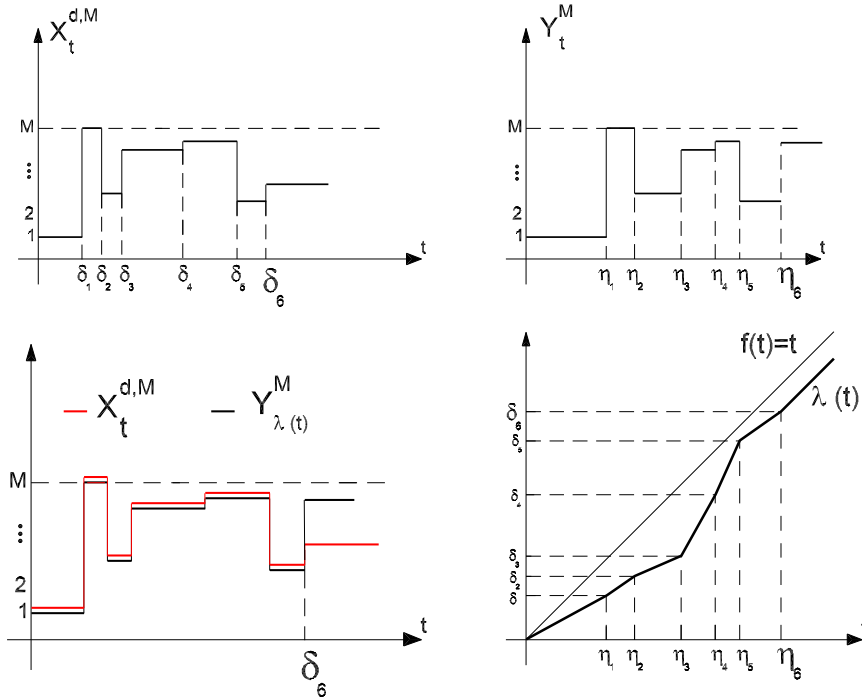 X_t^{d,M}
M
...
2
1
t
δ_1 δ_2 δ_3 δ_4 δ_5 δ_6
Y_t^M
M
...
2
1
t
η_1 η_2 η_3 η_4 η_5 η_6
X_t^{d,M} Y_{λ(t)}^M
M
...
2
1
t
δ_6
f(t)=t
λ(t)
δ_6
δ_5
δ_4
δ_3
δ_2
δ_2
η_1 η_2 η_3 η_4 η_5 η_6